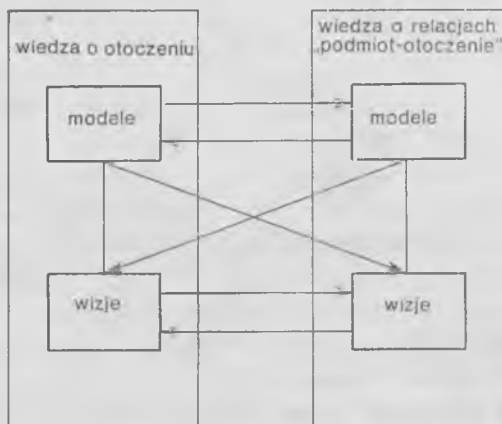 wiedza o otoczeniu
wiedza o relacjach
„podmiot-otoczenie“
modele
modele
wizje
wizje